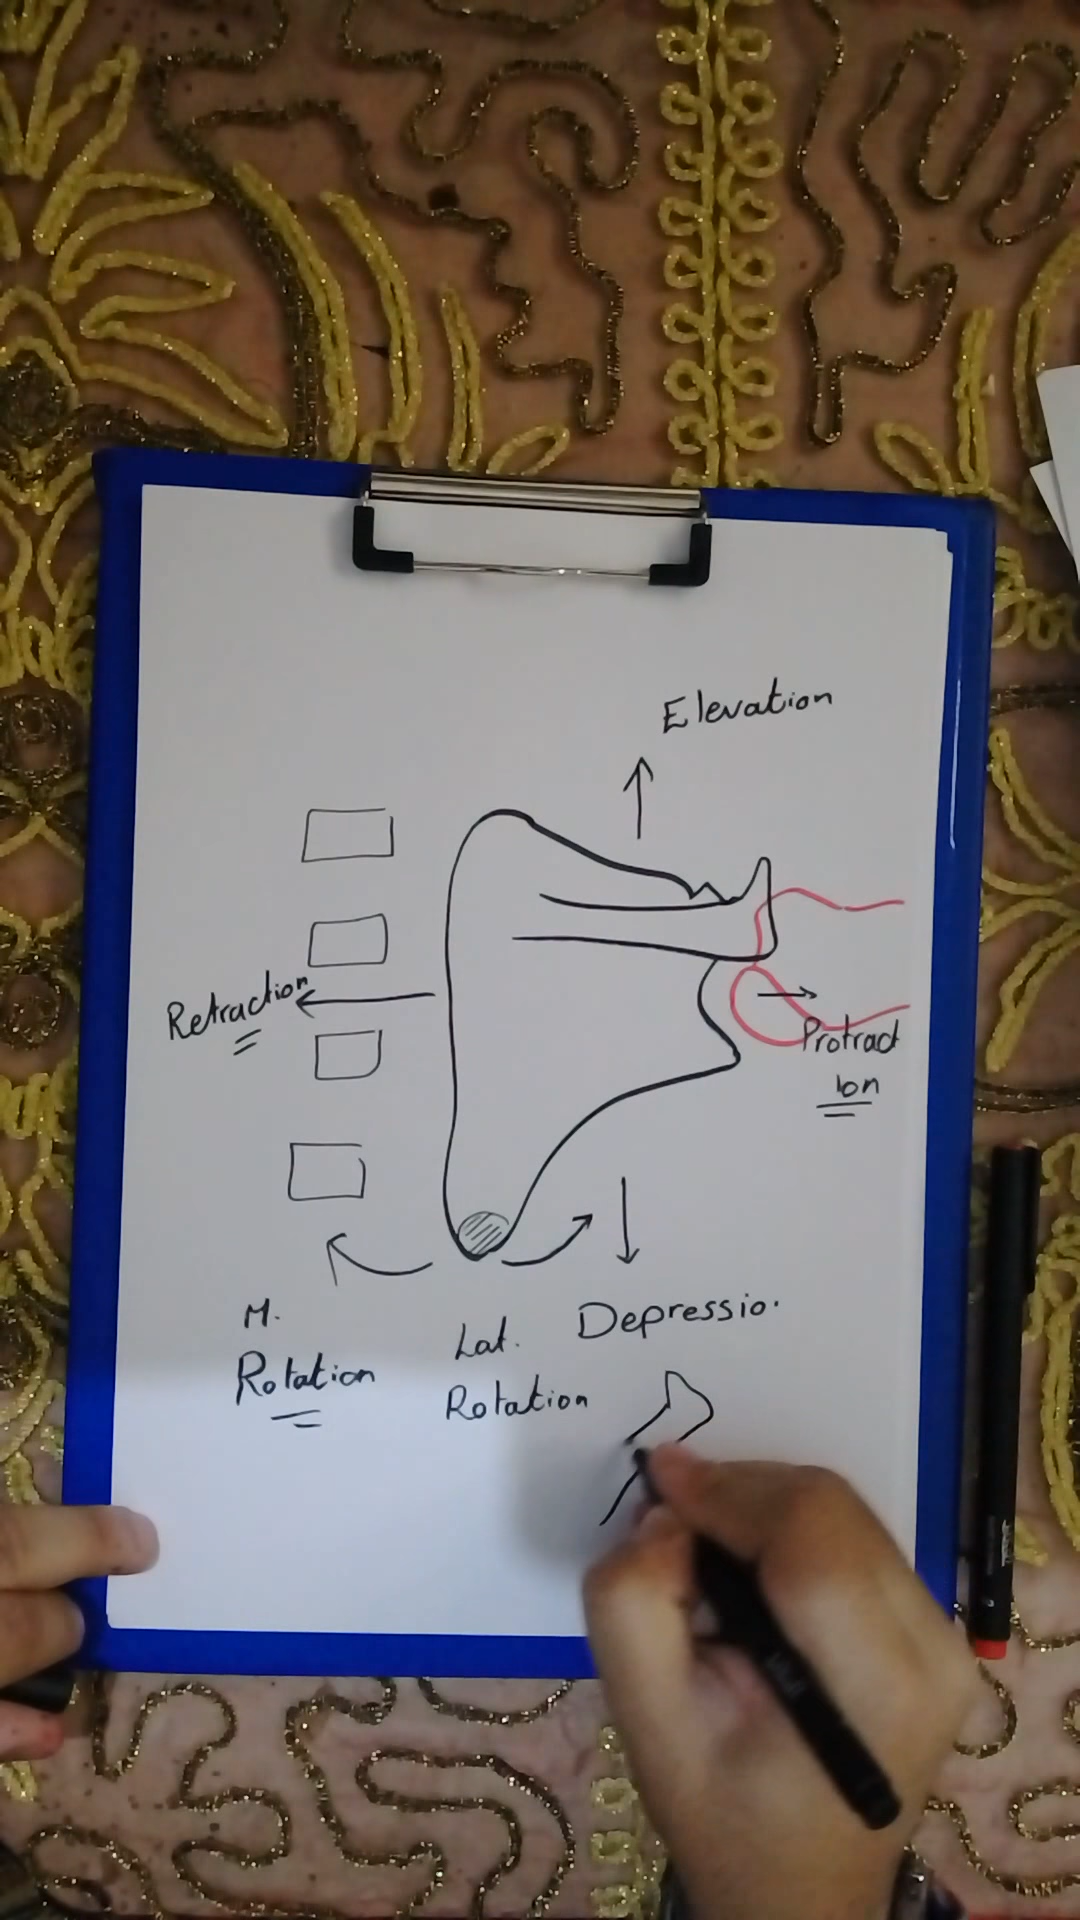 Elevation
Retraction
Protract
ion
M.
Rotation
Lat.
Rotation
Depressio.